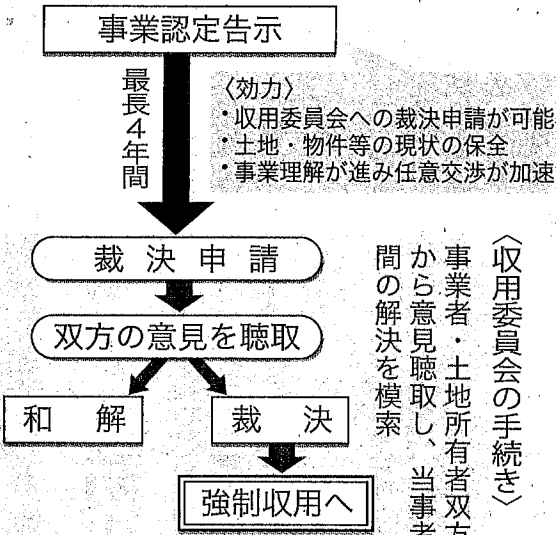 事業認定告示
最長4年間
〈効力〉
・収用委員会への裁決申請が可能
・土地・物件等の現状の保全
・事業理解が進み任意交渉が加速
裁決申請
双方の意見を聴取
和解
裁決
強制収用へ
〈収用委員会の手続き〉
事業者・土地所有者双方
から意見聴取し、当事者
間の解決を模索